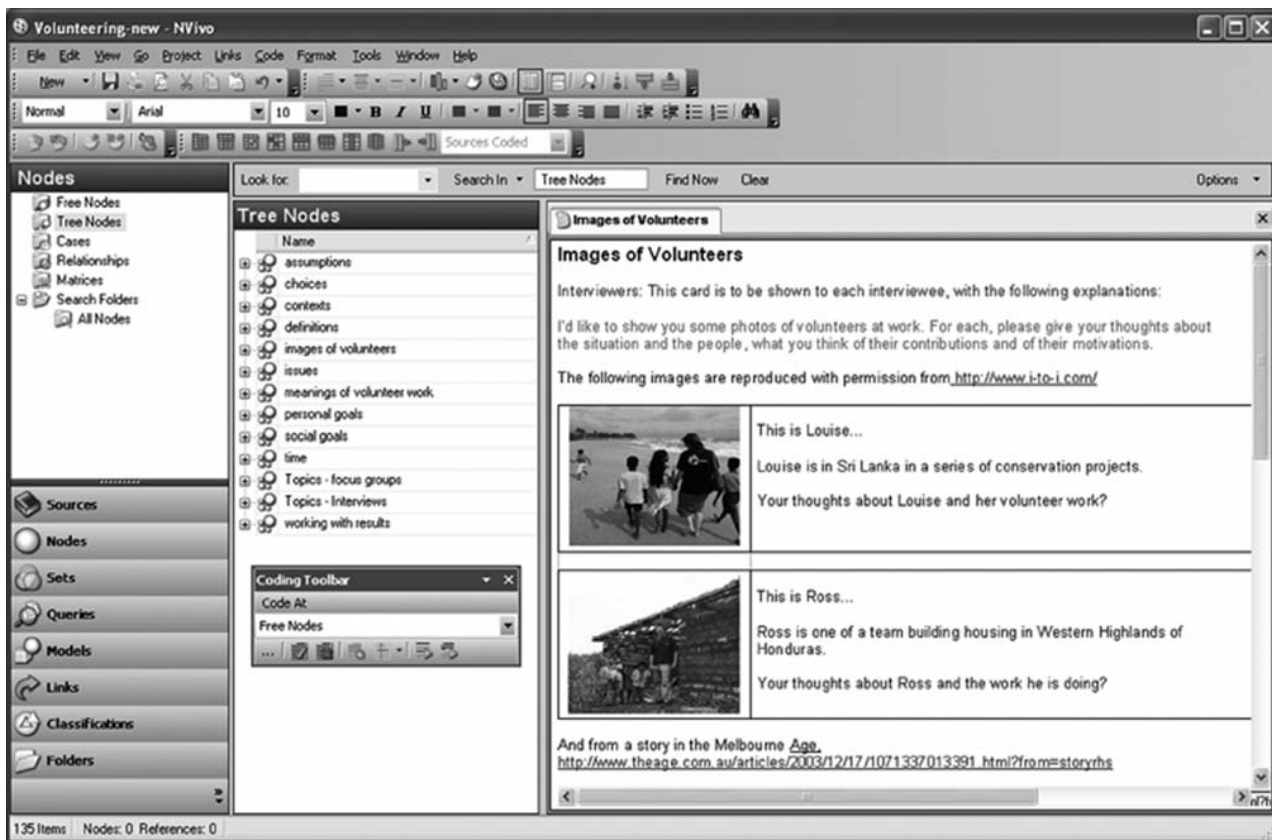 Volunteering-new - NVivo
File Edit View Go Project Links Code Format Tools Window Help
New
Normal Arial 10 B I U
Sources Coded
Nodes
Free Nodes
Tree Nodes
Cases
Relationships
Matrices
Search Folders
All Nodes
Sources
Nodes
Sets
Queries
Models
Links
Classifications
Folders
Look for: Search In Tree Nodes Find Now Clear Options
Tree Nodes
Name
assumptions
choices
contexts
definitions
images of volunteers
issues
meanings of volunteer work
personal goals
social goals
time
Topics - focus groups
Topics - Interviews
working with results
Coding Toolbar
Code At
Free Nodes
...
Images of Volunteers
Images of Volunteers
Interviewers: This card is to be shown to each interviewee, with the following explanations:
I'd like to show you some photos of volunteers at work. For each, please give your thoughts about
the situation and the people, what you think of their contributions and of their motivations.
The following images are reproduced with permission from http://www.i-to-i.com/
This is Louise...
Louise is in Sri Lanka in a series of conservation projects.
Your thoughts about Louise and her volunteer work?
This is Ross...
Ross is one of a team building housing in Western Highlands of
Honduras.
Your thoughts about Ross and the work he is doing?
And from a story in the Melbourne Age,
http://www.theage.com.au/articles/2003/12/17/1071337013391.html?from=storyrhs
135 Items Nodes: 0 References: 0